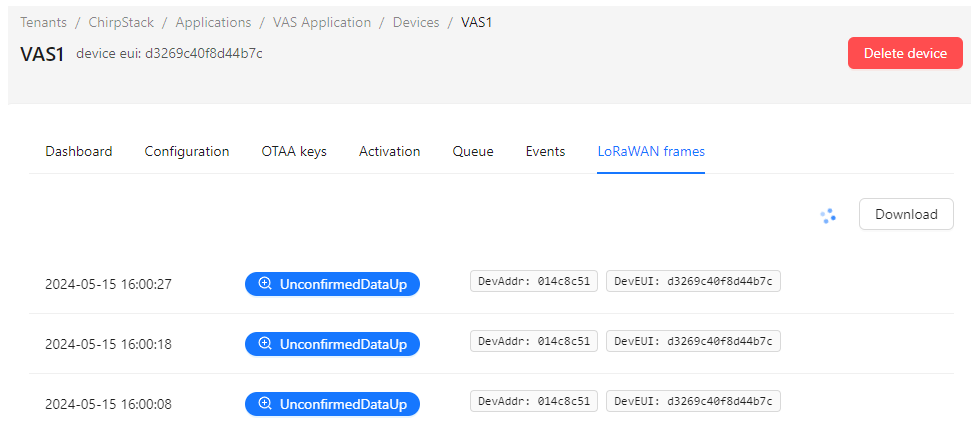 Tenants / ChirpStack / Applications / VAS Application / Devices / VAS1
VAS1 device eui: d3269c40f8d44b7c
Delete device
Dashboard Configuration OTAA keys Activation Queue Events LoRaWAN frames
Download
2024-05-15 16:00:27 UnconfirmedDataUp DevAddr: 014c8c51 DevEUI: d3269c40f8d44b7c
2024-05-15 16:00:18 UnconfirmedDataUp DevAddr: 014c8c51 DevEUI: d3269c40f8d44b7c
2024-05-15 16:00:08 UnconfirmedDataUp DevAddr: 014c8c51 DevEUI: d3269c40f8d44b7c